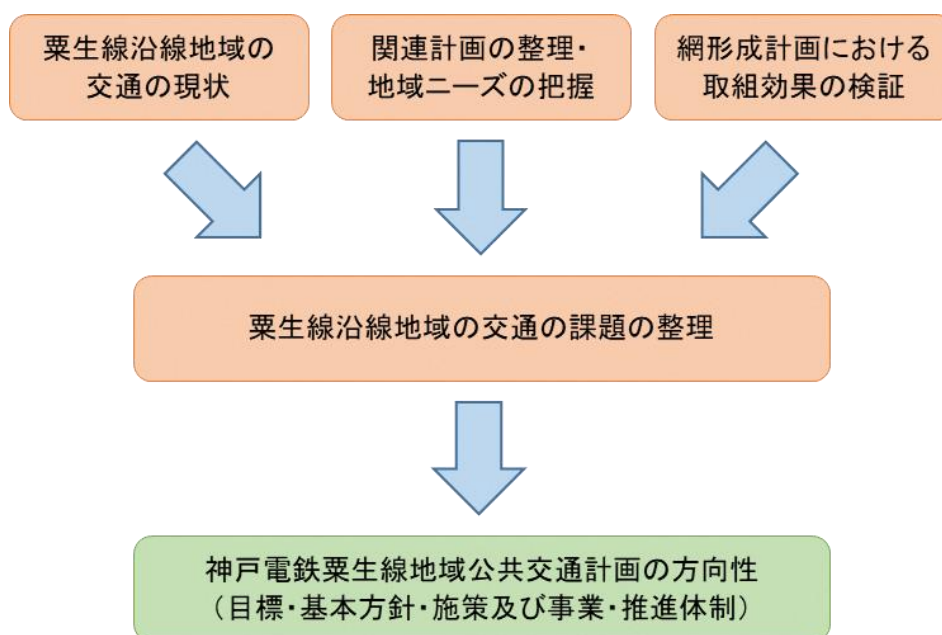 粟生線沿線地域の
交通の現状
関連計画の整理・
地域ニーズの把握
網形成計画における
取組効果の検証
粟生線沿線地域の交通の課題の整理
神戸電鉄粟生線地域公共交通計画の方向性
（目標・基本方針・施策及び事業・推進体制）